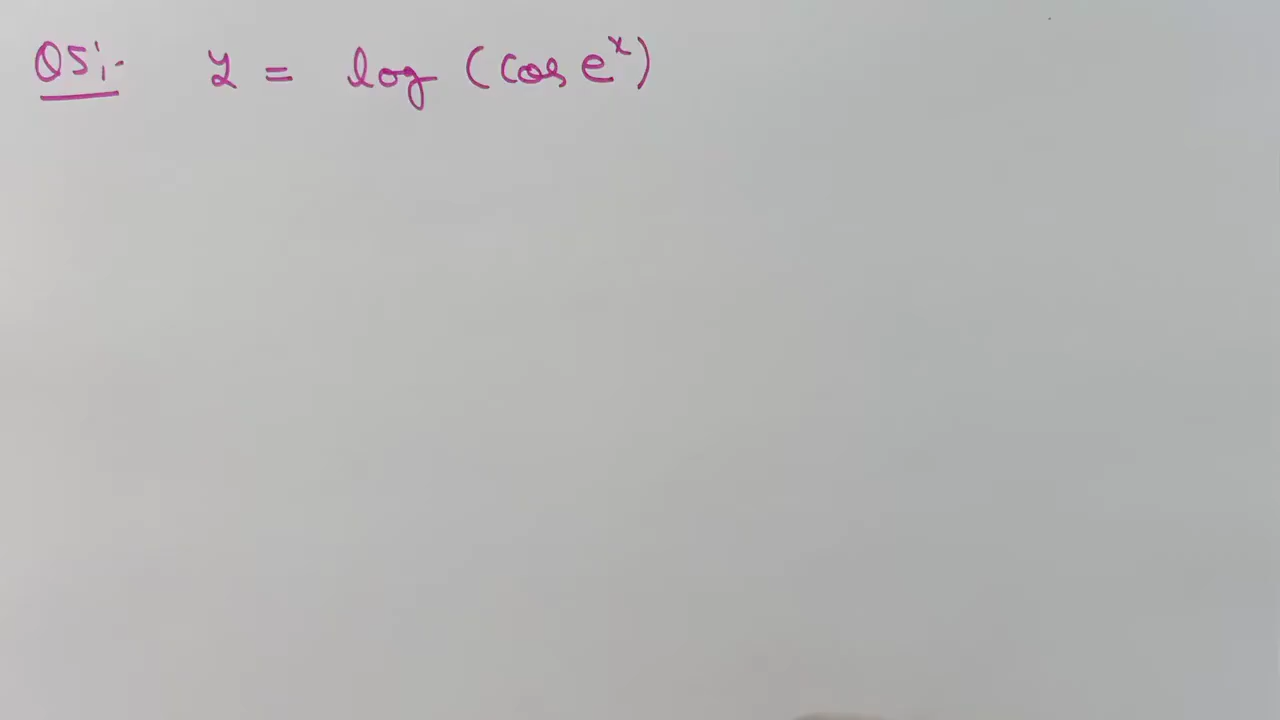 Q5:- y = log (cos e^x)